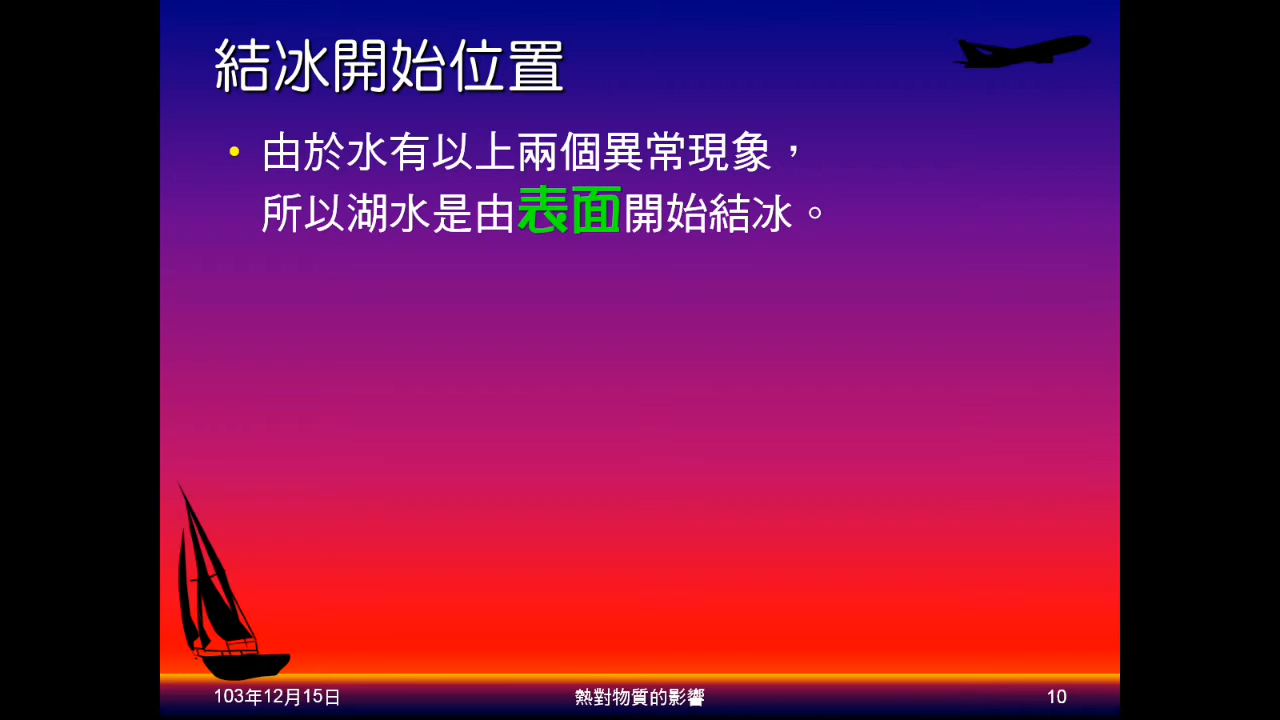 結冰開始位置
• 由於水有以上兩個異常現象，
所以湖水是由表面開始結冰。
103年12月15日
熱對物質的影響
10